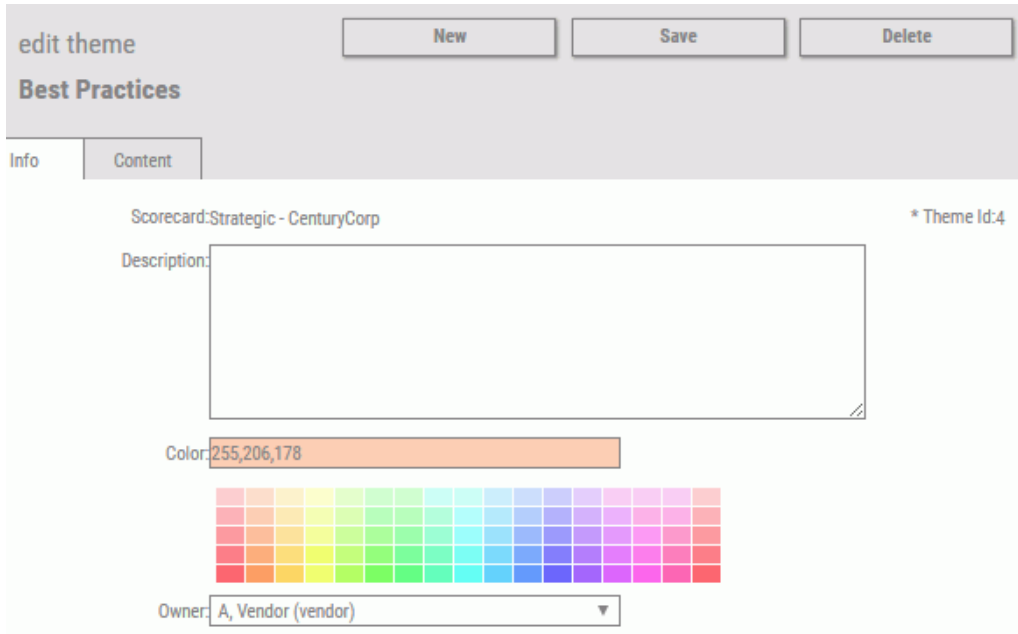 edit theme
New
Save
Delete
Best Practices
Info
Content
Scorecard:Strategic - CenturyCorp
* Theme Id:4
Description:
Color:255,206,178
Owner: A, Vendor (vendor)